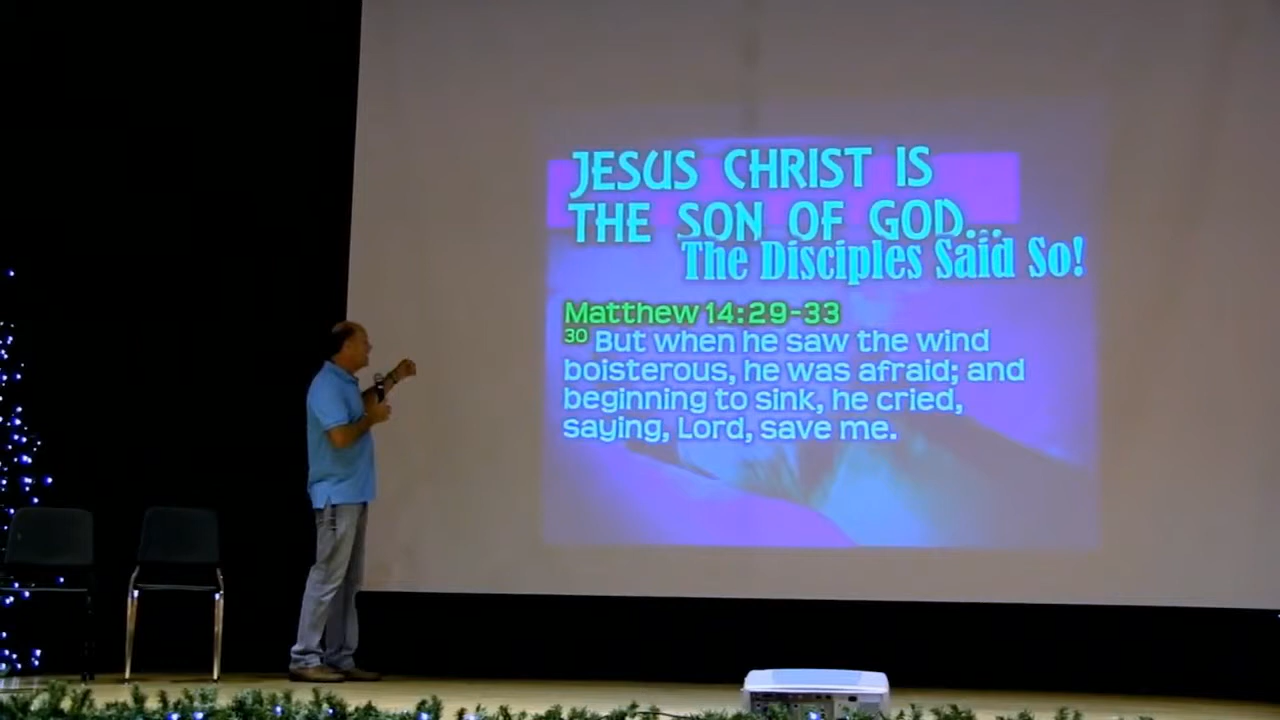 JESUS CHRIST IS
THE SON OF GOD...
The Disciples Said So!
Matthew 14:29-33
30 But when he saw the wind
boisterous, he was afraid; and
beginning to sink, he cried,
saying, Lord, save me.